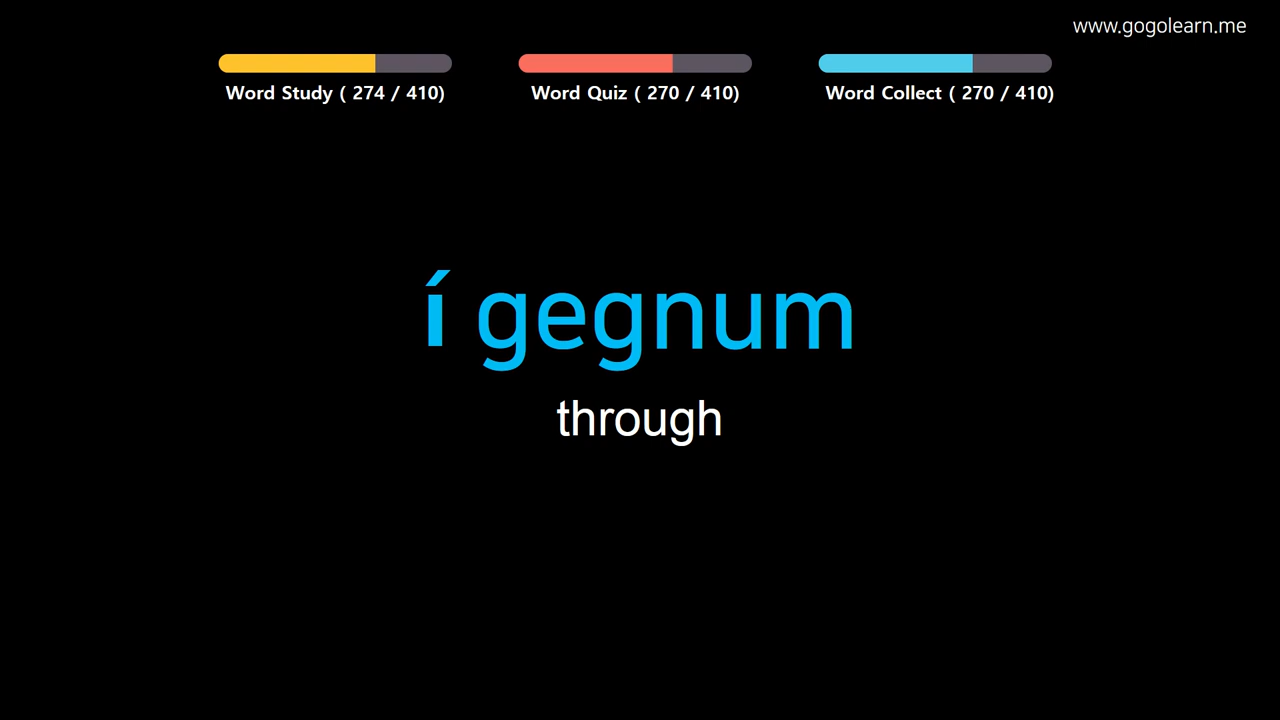 www.gogolearn.me
Word Study ( 274 / 410)
Word Quiz ( 270 / 410)
Word Collect ( 270 / 410)
í gegnum
through